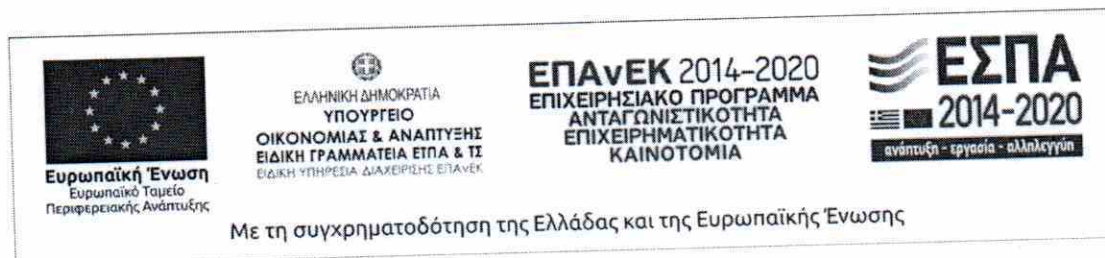 Ευρωπαϊκή Ένωση
Ευρωπαϊκό Ταμείο
Περιφερειακής Ανάπτυξης
ΕΛΛΗΝΙΚΗ ΔΗΜΟΚΡΑΤΙΑ
ΥΠΟΥΡΓΕΙΟ
ΟΙΚΟΝΟΜΙΑΣ & ΑΝΑΠΤΥΞΗΣ
ΕΙΔΙΚΗ ΓΡΑΜΜΑΤΕΙΑ ΕΤΠΑ & ΤΣ
ΕΙΔΙΚΗ ΥΠΗΡΕΣΙΑ ΔΙΑΧΕΙΡΙΣΗΣ ΕΠΑνΕΚ
ΕΠΑνΕΚ 2014-2020
ΕΠΙΧΕΙΡΗΣΙΑΚΟ ΠΡΟΓΡΑΜΜΑ
ΑΝΤΑΓΩΝΙΣΤΙΚΟΤΗΤΑ
ΕΠΙΧΕΙΡΗΜΑΤΙΚΟΤΗΤΑ
ΚΑΙΝΟΤΟΜΙΑ
ΕΣΠΑ
2014-2020
ανάπτυξη - εργασία - αλληλεγγύη
Με τη συγχρηματοδότηση της Ελλάδας και της Ευρωπαϊκής Ένωσης